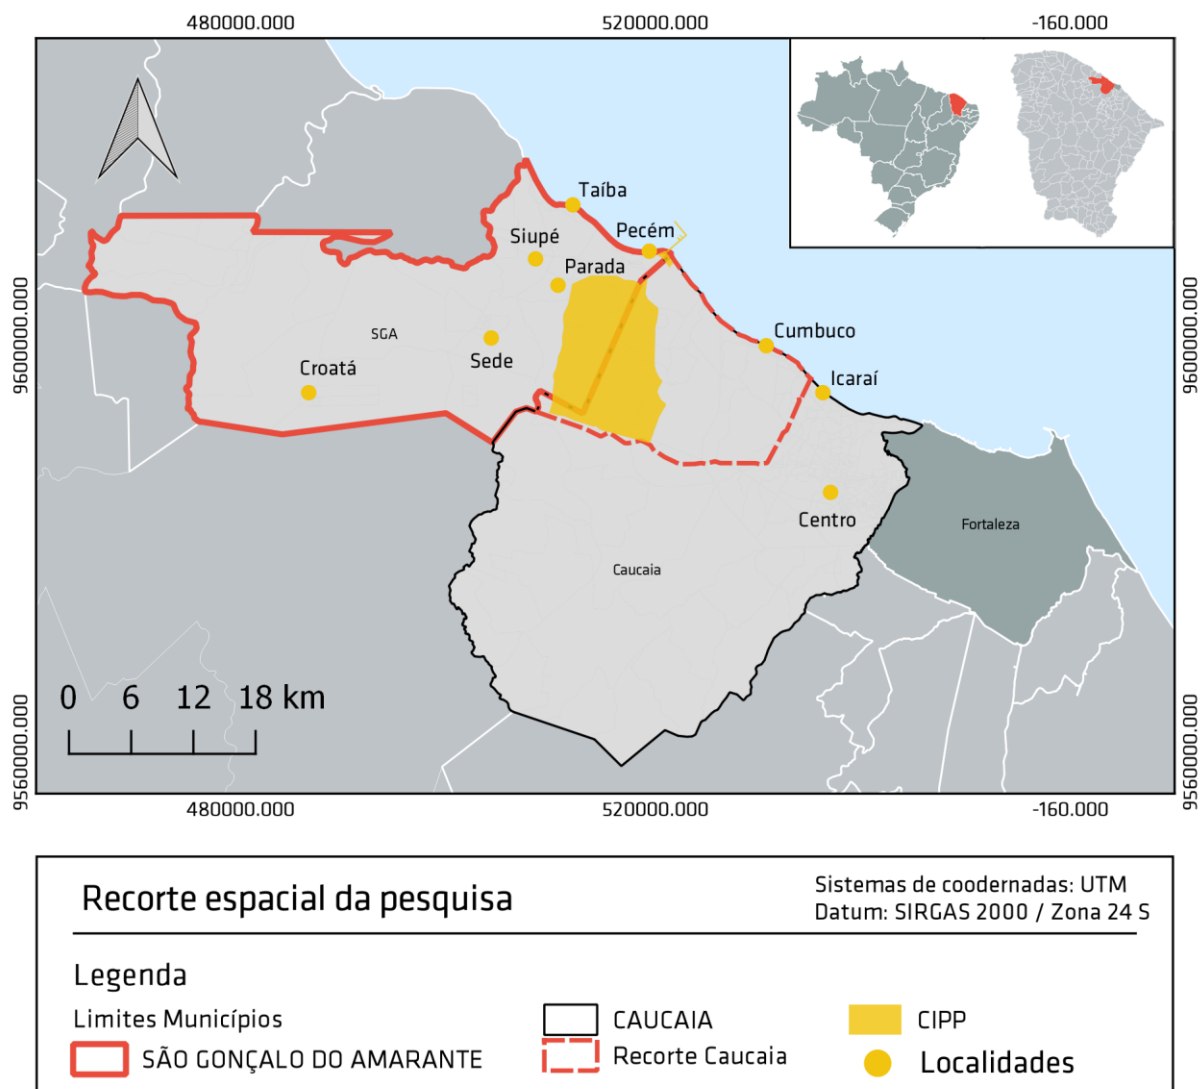 480000.000
520000.000
-160.000
9600000.000
9600000.000
Taíba
Siupé
Pecém
Parada
SGA
Cumbuco
Sede
Croatá
Icaraí
Centro
Fortaleza
Caucaia
0 6 12 18 km
9560000.000
9560000.000
480000.000
520000.000
-160.000
Recorte espacial da pesquisa
Sistemas de coodernadas: UTM
Datum: SIRGAS 2000 / Zona 24 S
Legenda
Limites Municípios
SÃO GONÇALO DO AMARANTE
CAUCAIA
Recorte Caucaia
CIPP
Localidades